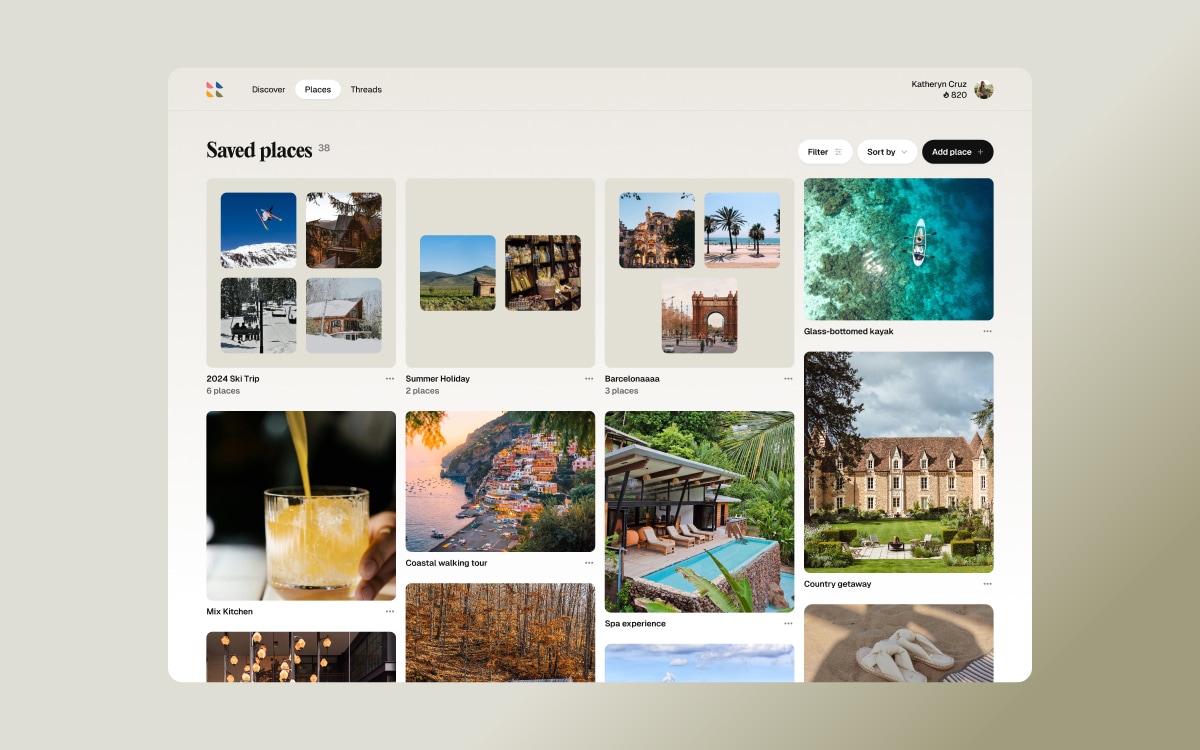 Discover
Places
Threads
Katheryn Cruz
820
Saved places 38
Filter
Sort by
Add place
2024 Ski Trip
6 places
Summer Holiday
2 places
Barcelonaaaa
3 places
Glass-bottomed kayak
Mix Kitchen
Coastal walking tour
Spa experience
Country getaway